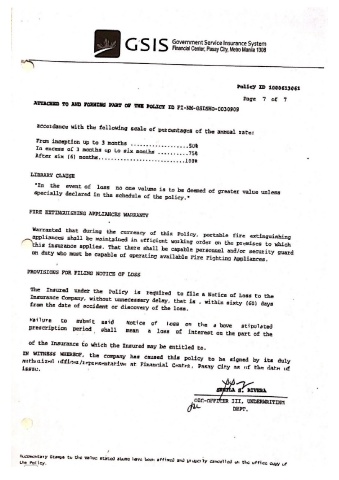 GSIS Government Service Insurance System
Financial Center, Pasay City, Metro Manila 1308
Policy ID 1000613061
Page 7 of 7
ATTACHED TO AND FORMING PART OF THE POLICY ID FI-NM-GSISHO-0030909
accordance with the following scale of percentages of the annual rate:
From inception up to 3 months ..................50%
In excess of 3 months up to six months ..........75%
After six (6) months.............................100%
LIBRARY CLAUSE
"In the event of loss no one volume is to be deemed of greater value unless
specially declared in the schedule of the policy."
FIRE EXTINGUISHING APPLIANCES WARRANTY
Warranted that during the currency of this Policy, portable fire extinguishing
appliances shall be maintained in efficient working order on the premises to which
this insurance applies. That there shall be capable personnel and/or security guard
on duty who must be capable of operating available Fire Fighting Appliances.
PROVISIONS FOR FILING NOTICE OF LOSS
The Insured under the Policy is required to file a Notice of Loss to the
Insurance Company, without unnecessary delay, that is , within sixty (60) days
from the date of accident or discovery of the loss.
Failure to submit said Notice of Loss on the above stipulated
prescription period shall mean a loss of interest on the part of the
of the Insurance to which the Insured may be entitled to.
IN WITNESS WHEREOF, the company has caused this policy to be signed by its duly
authorized officer/representative at Financial Centre, Pasay City as of the date of
issue.
S. RIVERA
OFFICER III, UNDERWRITING
DEPT.
Documentary Stamps to the value stated above have been affixed and properly cancelled on the office copy of
the Policy.